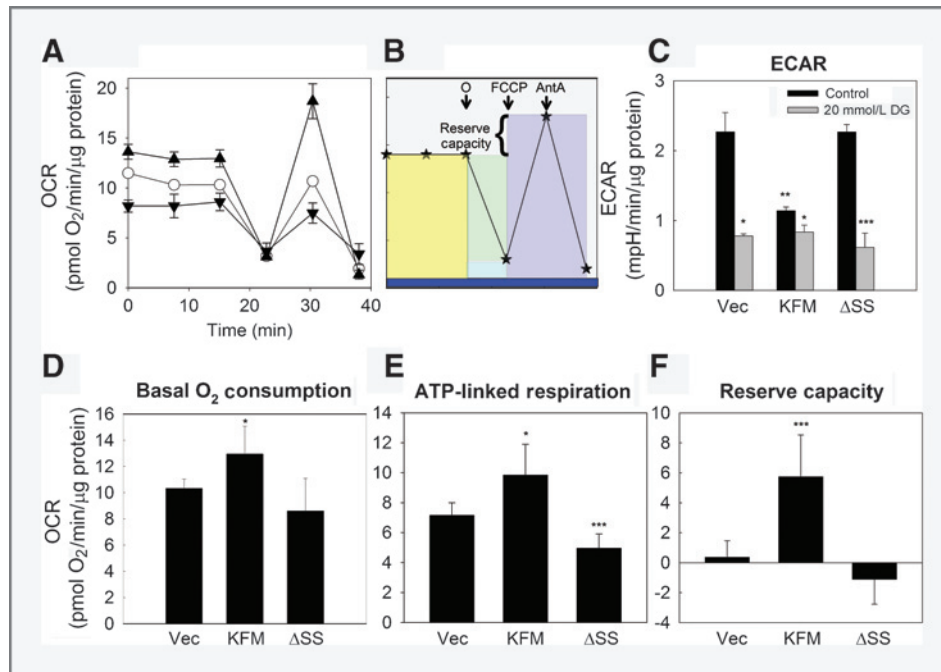 A
OCR
(pmol O₂/min/µg protein)
20
15
10
5
0
0 10 20 30 40
Time (min)
B
O FCCP AntA
Reserve
capacity
C
ECAR
Control
20 mmol/L DG
ECAR
(mpH/min/µg protein)
3
2
1
0
* ** * ***
Vec KFM ΔSS
D
Basal O₂ consumption
OCR
(pmol O₂/min/µg protein)
16
14
12
10
8
6
4
2
0
*
Vec KFM ΔSS
E
ATP-linked respiration
14
12
10
8
6
4
2
0
*
***
Vec KFM ΔSS
F
Reserve capacity
10
8
6
4
2
0
-2
-4
***
Vec KFM ΔSS